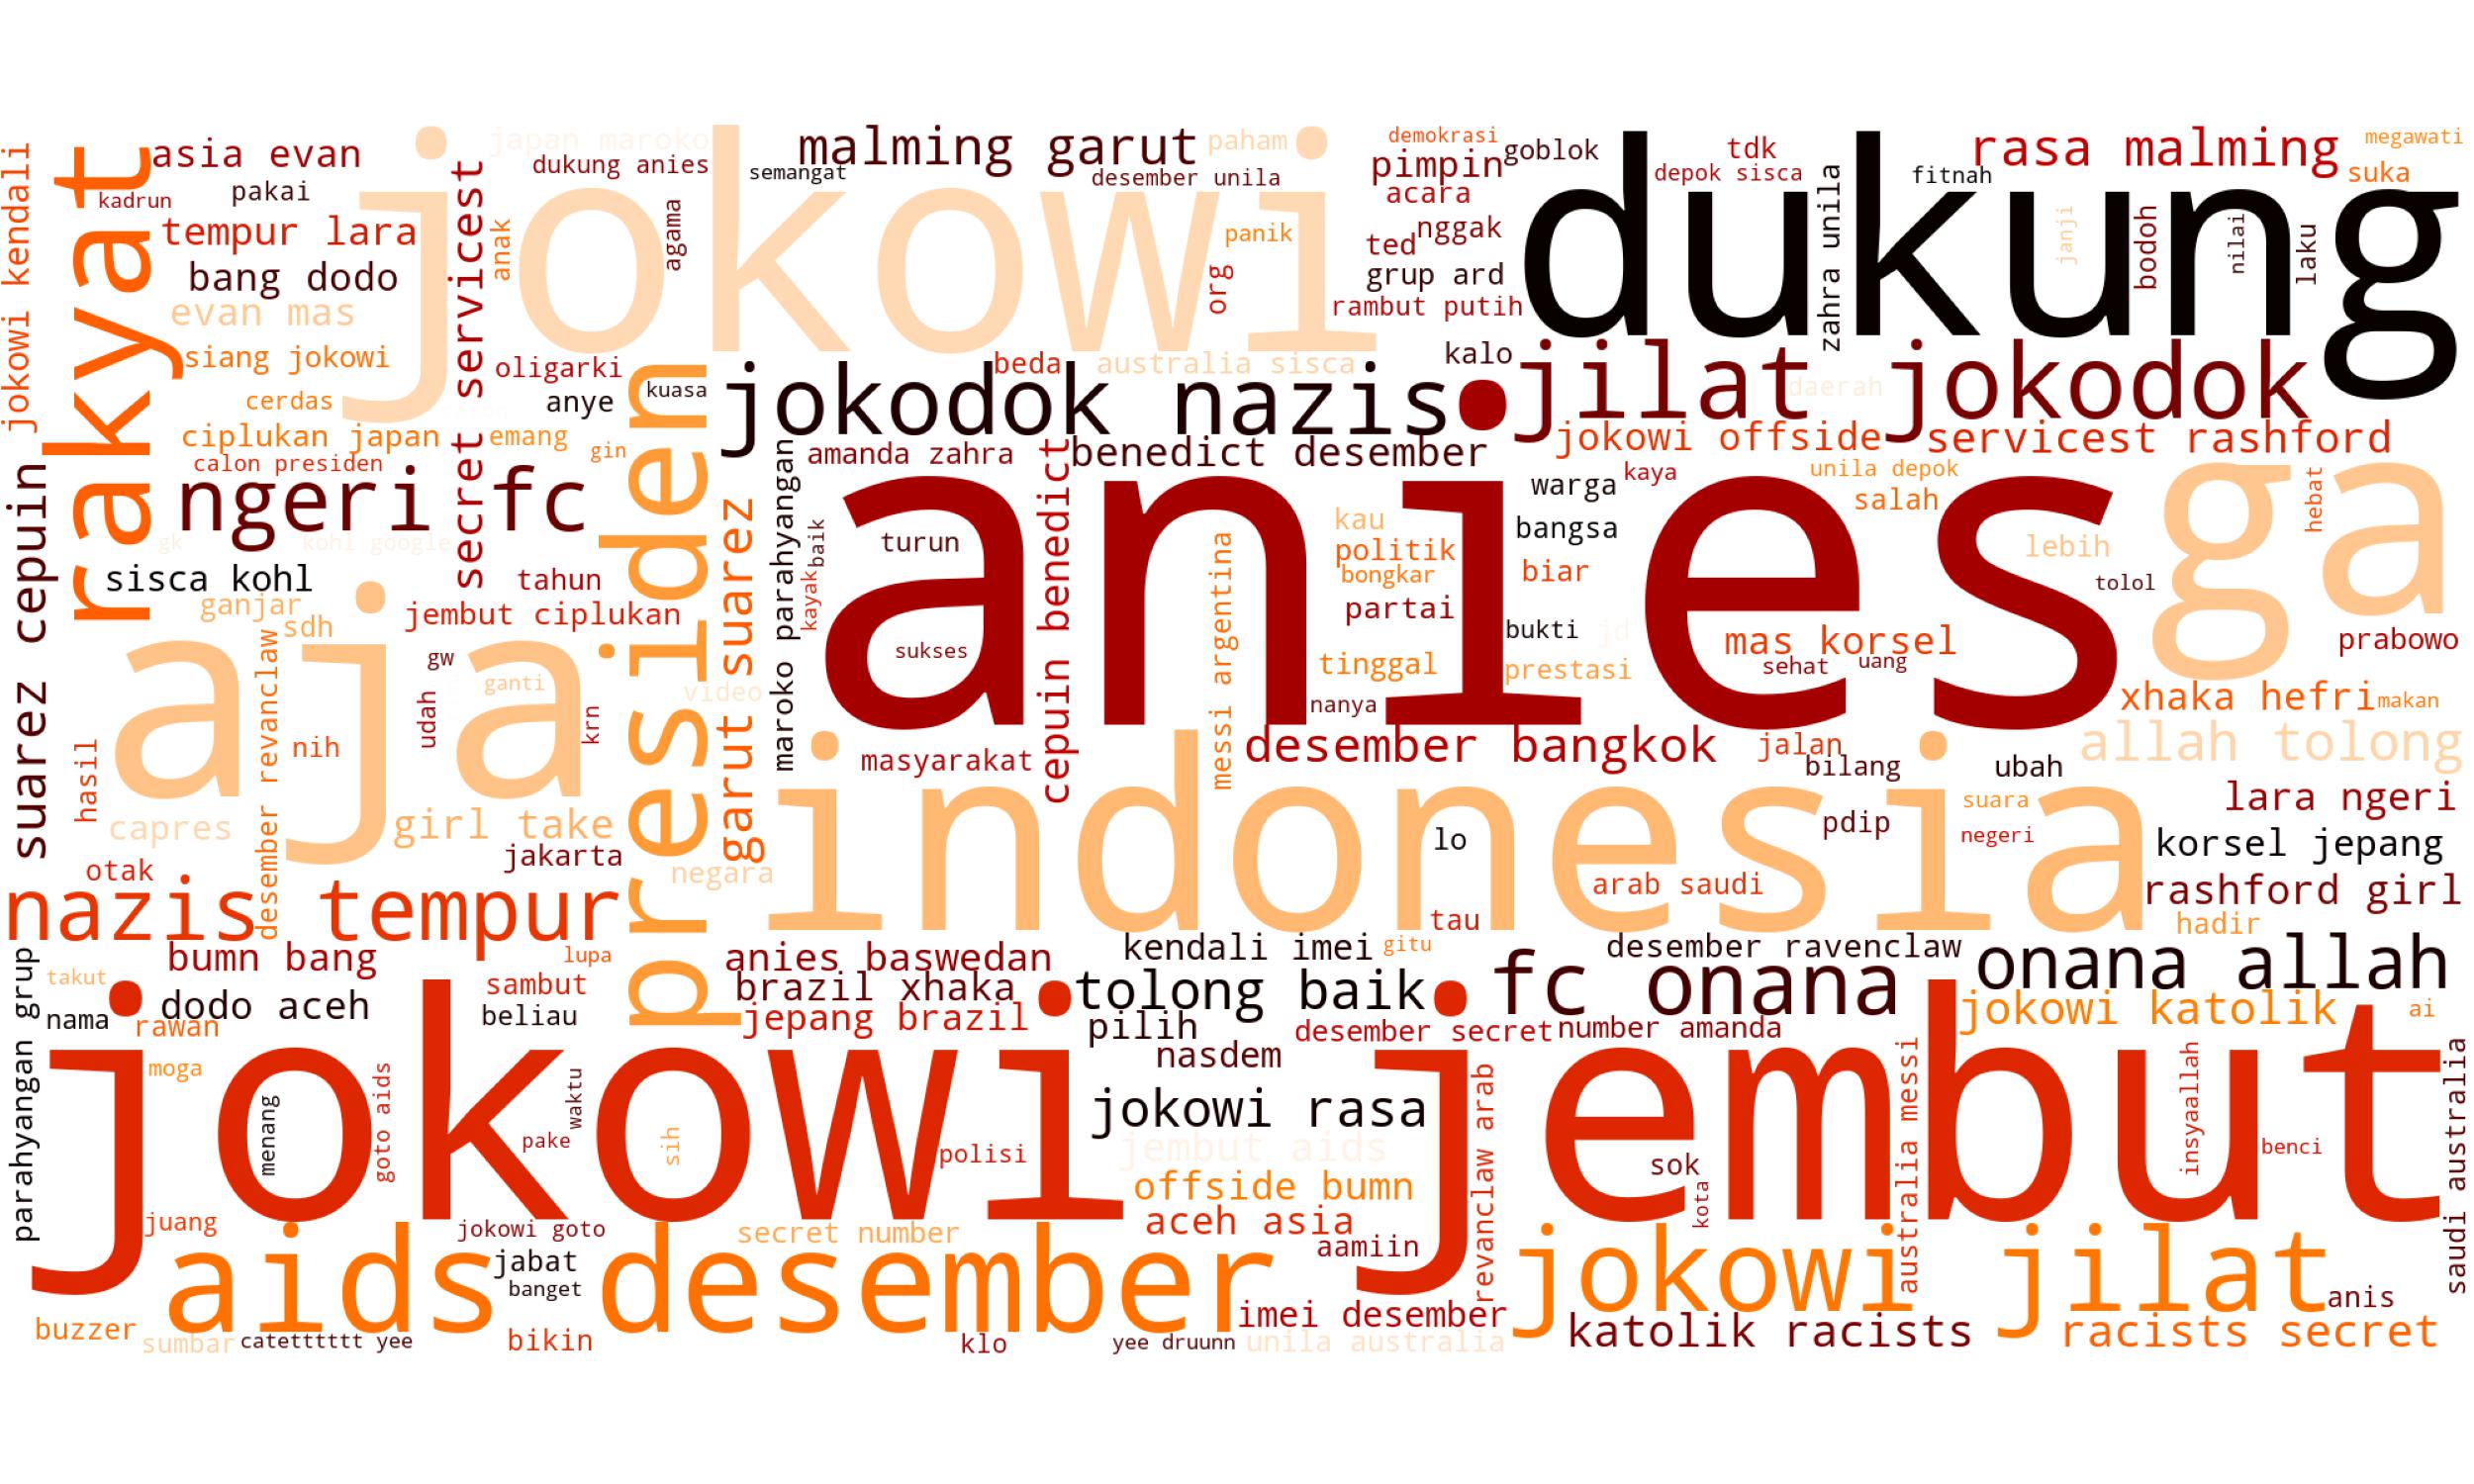 jokowi kendali
rakyat
asia evan
kadrun
pakai
tempur lara
bang dodo
evan mas
siang jokowi
cerdas
ciplukan japan
calon presiden
ngeri fc
gk
kohl google
sisca kohl
suarez cepuin
secret servicest
japan maroko
jokowi
dukung anies
semangat
malming garut
paham
desember unila
anak
agama
panik
org
oligarki
kuasa
anye
emang
gin
beda
australia sisca
demokrasi
pimpin
goblok
acara
nggak
ted
grup ard
rambut putih
kalo
tdk
depok sisca
zahra unila
fitnah
rasa malming
megawati
suka
dukung
janji
bodoh
nilai
laku
jokodok nazis
jilat jokodok
daerah
jokowi offside
servicest rashford
amanda zahra
benedict desember
warga
kaya
unila depok
salah
bangsa
hebat
ga
presiden
garut suarez
maroko parahyangan
kayak
baik
turun
sukses
cepuin benedict
anies
messi argentina
kau
politik
bongkar
partai
tinggal
nanya
biar
bukti
jd
prestasi
mas korsel
sehat
uang
lebih
tolol
prabowo
xhaka hefri
makan
allah tolong
tahun
jembut ciplukan
ganjar
sdh
gw
ganti
aja
hasil
desember revanclaw
nih
udah
krn
video
capres
girl take
jakarta
otak
negara
masyarakat
desember bangkok
jalan
bilang
ubah
indonesia
lo
pdip
suara
negeri
arab saudi
tau
lara ngeri
korsel jepang
rashford girl
hadir
nazis tempur
bumn bang
lupa
takut
dodo aceh
nama
rawan
sambut
beliau
anies baswedan
brazil xhaka
jepang brazil
kendali imei
gitu
tolong baik
pilih
desember secret
nasdem
desember ravenclaw
fc onana
number amanda
onana allah
jokowi katolik
ai
parahyangan grup
moga
jokowi jembut
menang
goto aids
waktu
pake
sih
polisi
jokowi rasa
jembut aids
offside bumn
aceh asia
aamiin
revanclaw arab
sok
kota
australia messi
insyaallah
benci
saudi australia
juang
jokowi goto
secret number
jabat
banget
aids desember
jokowi jilat
anis
imei desember
katolik racists
racists secret
buzzer
sumbar
catetttttt yee
bikin
klo
yee druunn
unila australia